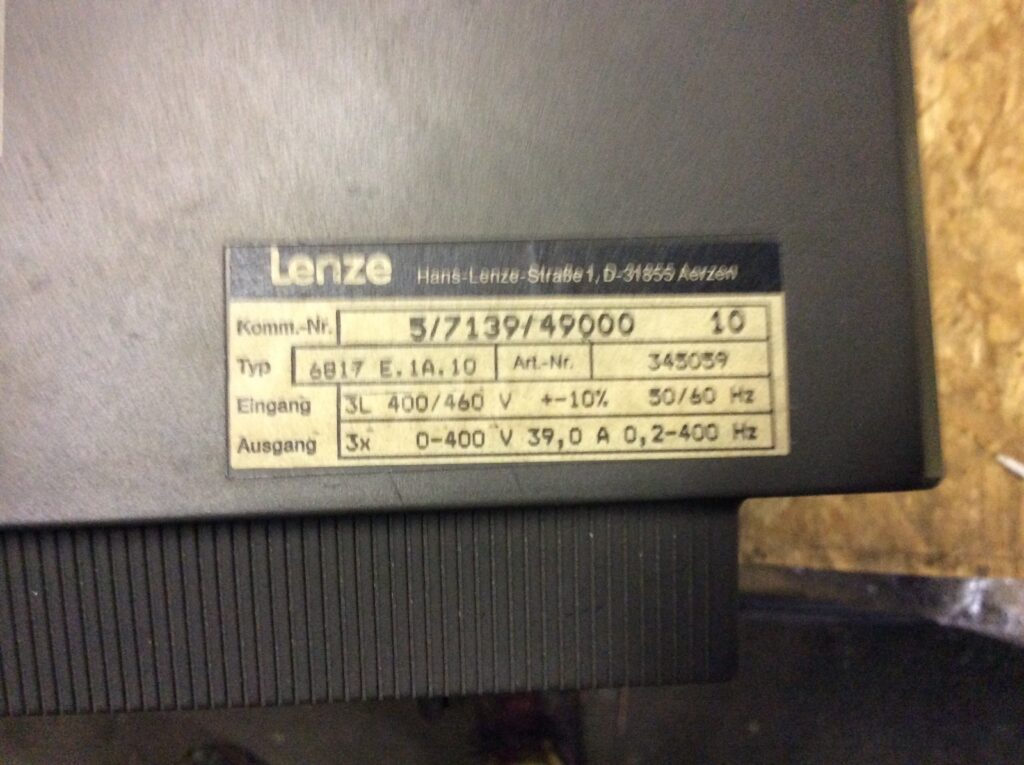 Lenze Hans-Lenze-Straße 1, D-31855 Aerzen
Komm.-Nr. 5/7139/49000 10
Typ 6817 E.1A.10 Art.-Nr. 345059
Eingang 3L 400/460 V +-10% 50/60 Hz
Ausgang 3x 0-400 V 39,0 A 0,2-400 Hz